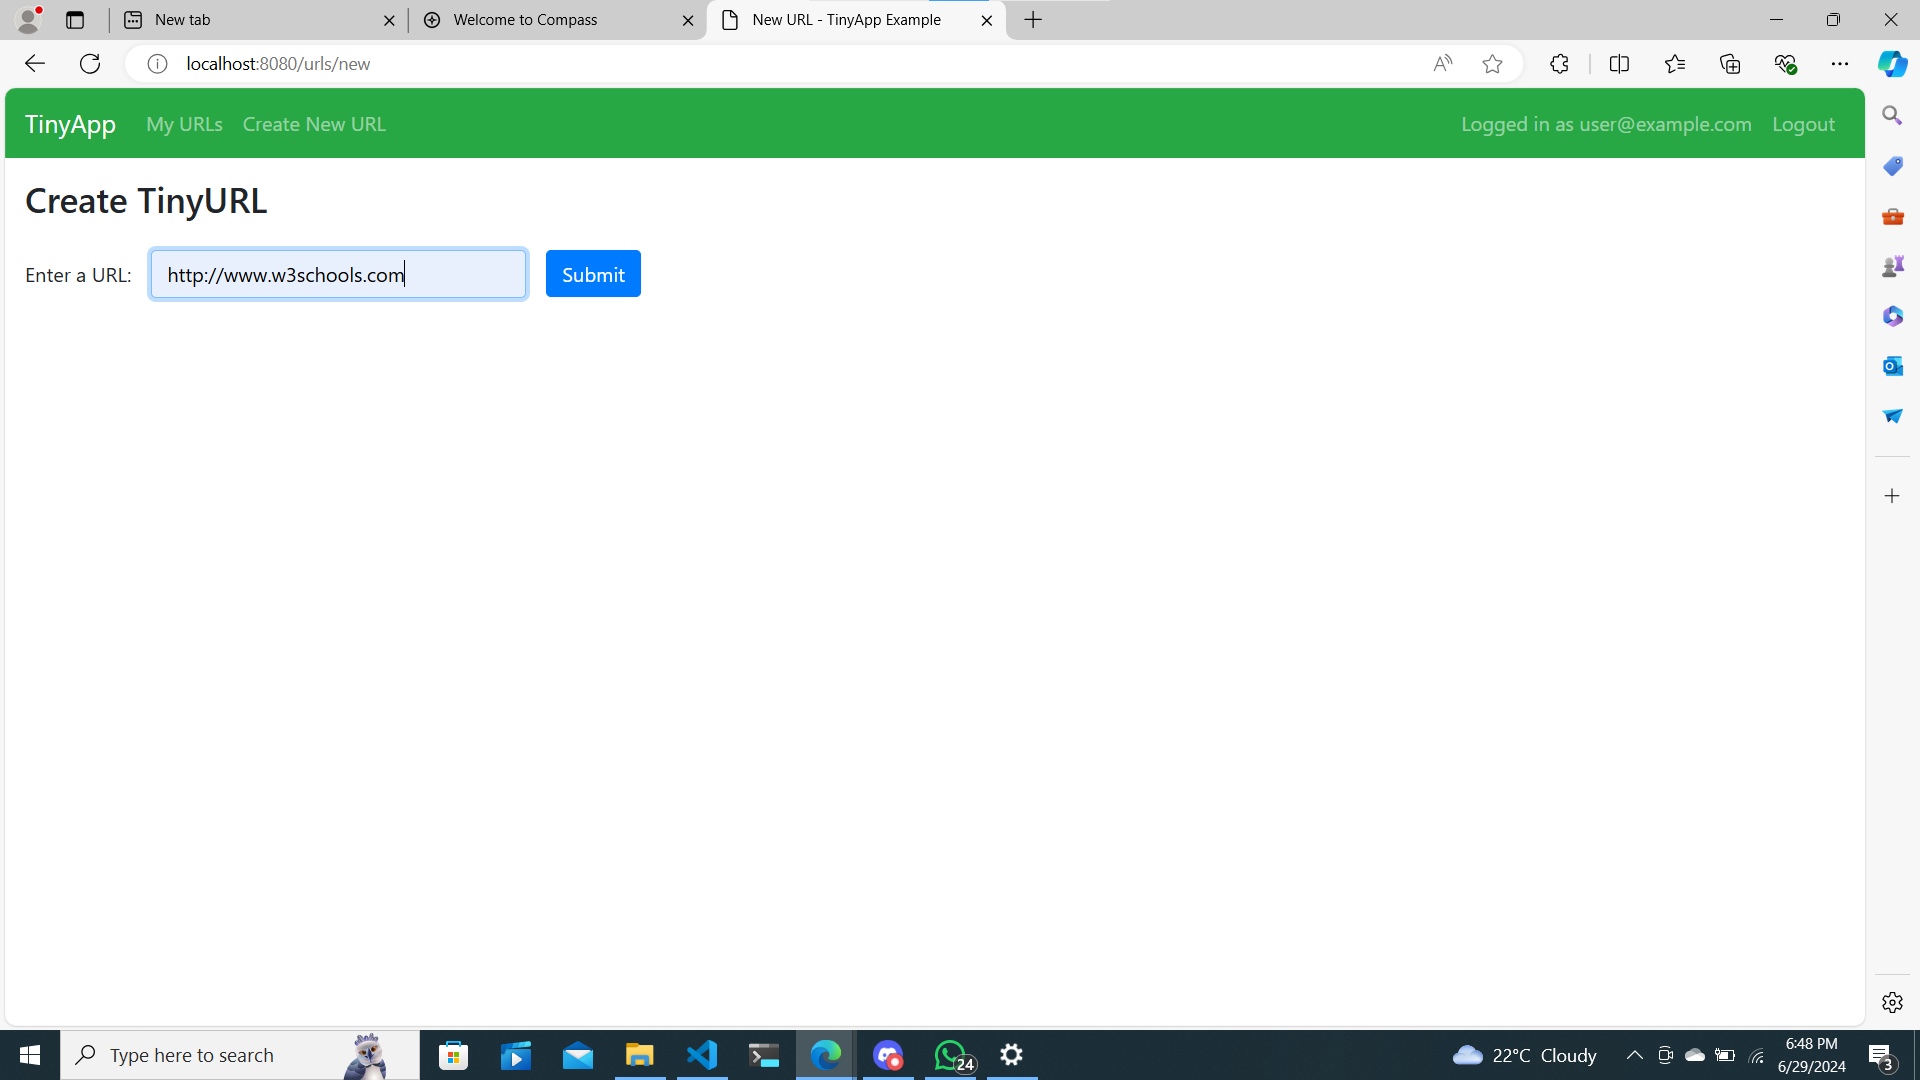 New tab
Welcome to Compass
New URL - TinyApp Example
localhost:8080/urls/new
TinyApp My URLs Create New URL Logged in as user@example.com Logout
Create TinyURL
Enter a URL: http://www.w3schools.com Submit
Type here to search
24
22°C Cloudy
6:48 PM
6/29/2024
3